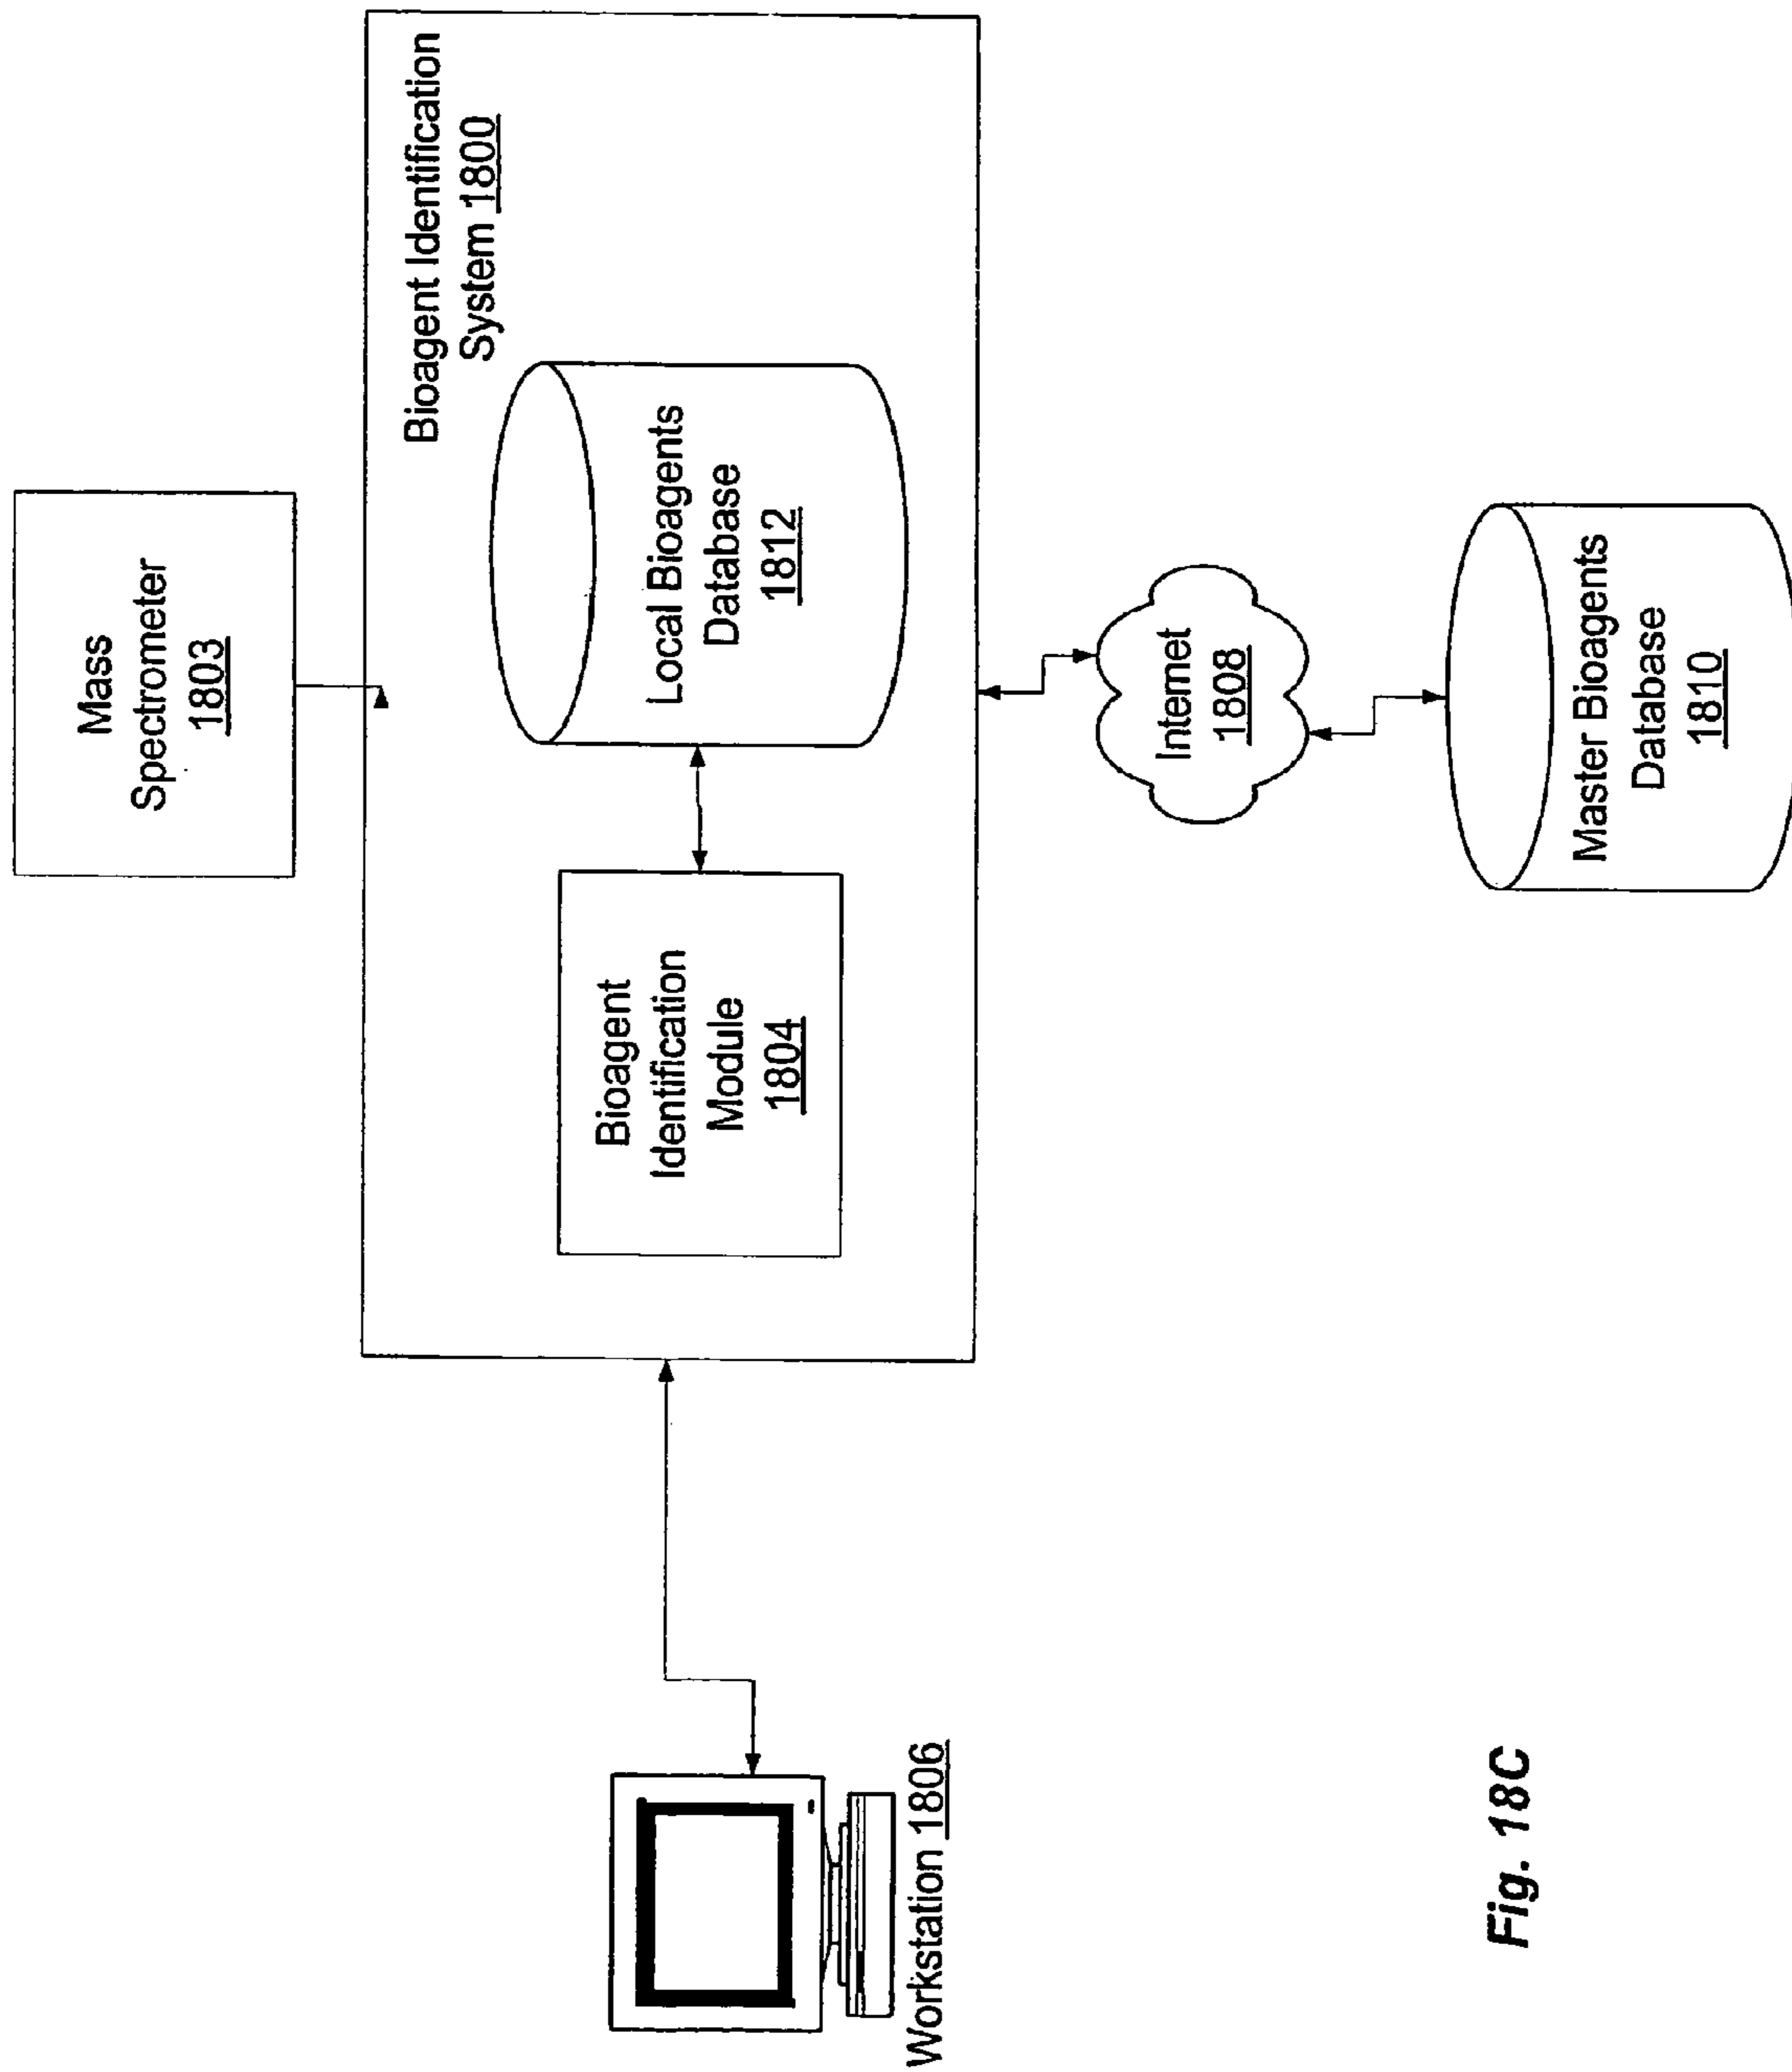 Mass
Spectrometer
1803
Bioagent Identification
System 1800
Bioagent
Identification
Module
1804
Local Bioagents
Database
1812
Workstation 1806
Internet
1808
Master Bioagents
Database
1810
Fig. 18C